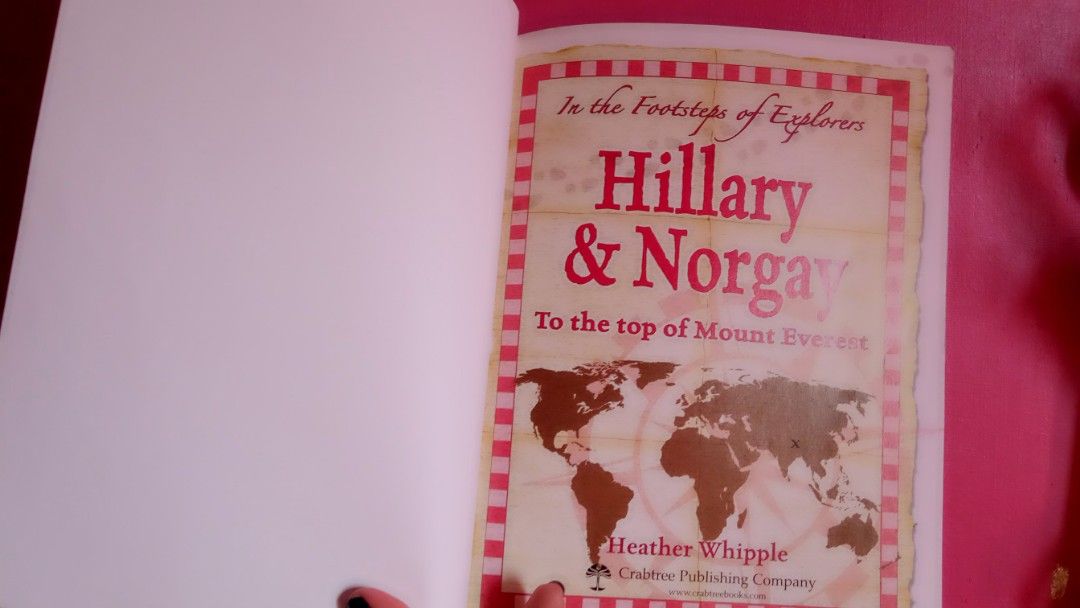 In the Footsteps of Explorers
Hillary
& Norgay
To the top of Mount Everest
x
Heather Whipple
Crabtree Publishing Company
www.crabtreebooks.com